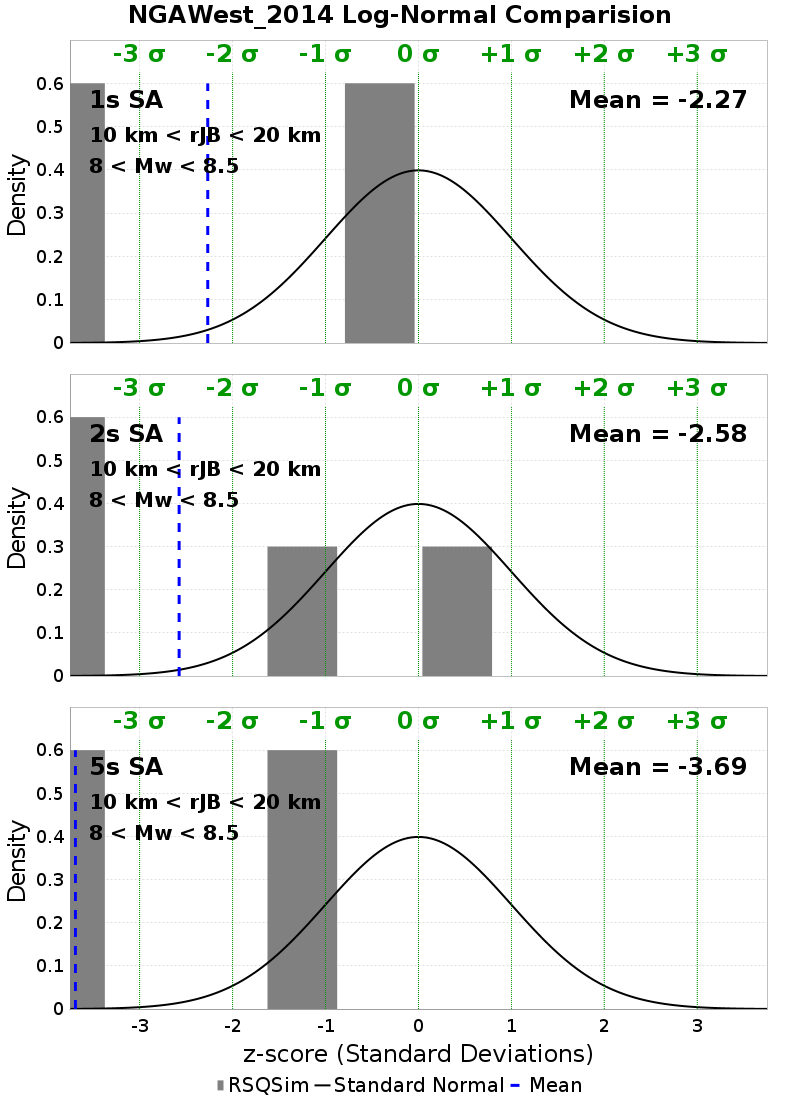 NGAWest_2014 Log-Normal Comparision
-3 σ -2 σ -1 σ 0 σ +1 σ +2 σ +3 σ
0.6
1s SA
Mean = -2.27
0.5
10 km < rJB < 20 km
8 < Mw < 8.5
0.4
0.3
0.2
0.1
0
Density
-3 σ -2 σ -1 σ 0 σ +1 σ +2 σ +3 σ
0.6
2s SA
Mean = -2.58
0.5
10 km < rJB < 20 km
8 < Mw < 8.5
0.4
0.3
0.2
0.1
0
Density
-3 σ -2 σ -1 σ 0 σ +1 σ +2 σ +3 σ
0.6
5s SA
Mean = -3.69
0.5
10 km < rJB < 20 km
8 < Mw < 8.5
0.4
0.3
0.2
0.1
0
Density
-3 -2 -1 0 1 2 3
z-score (Standard Deviations)
RSQSim Standard Normal Mean